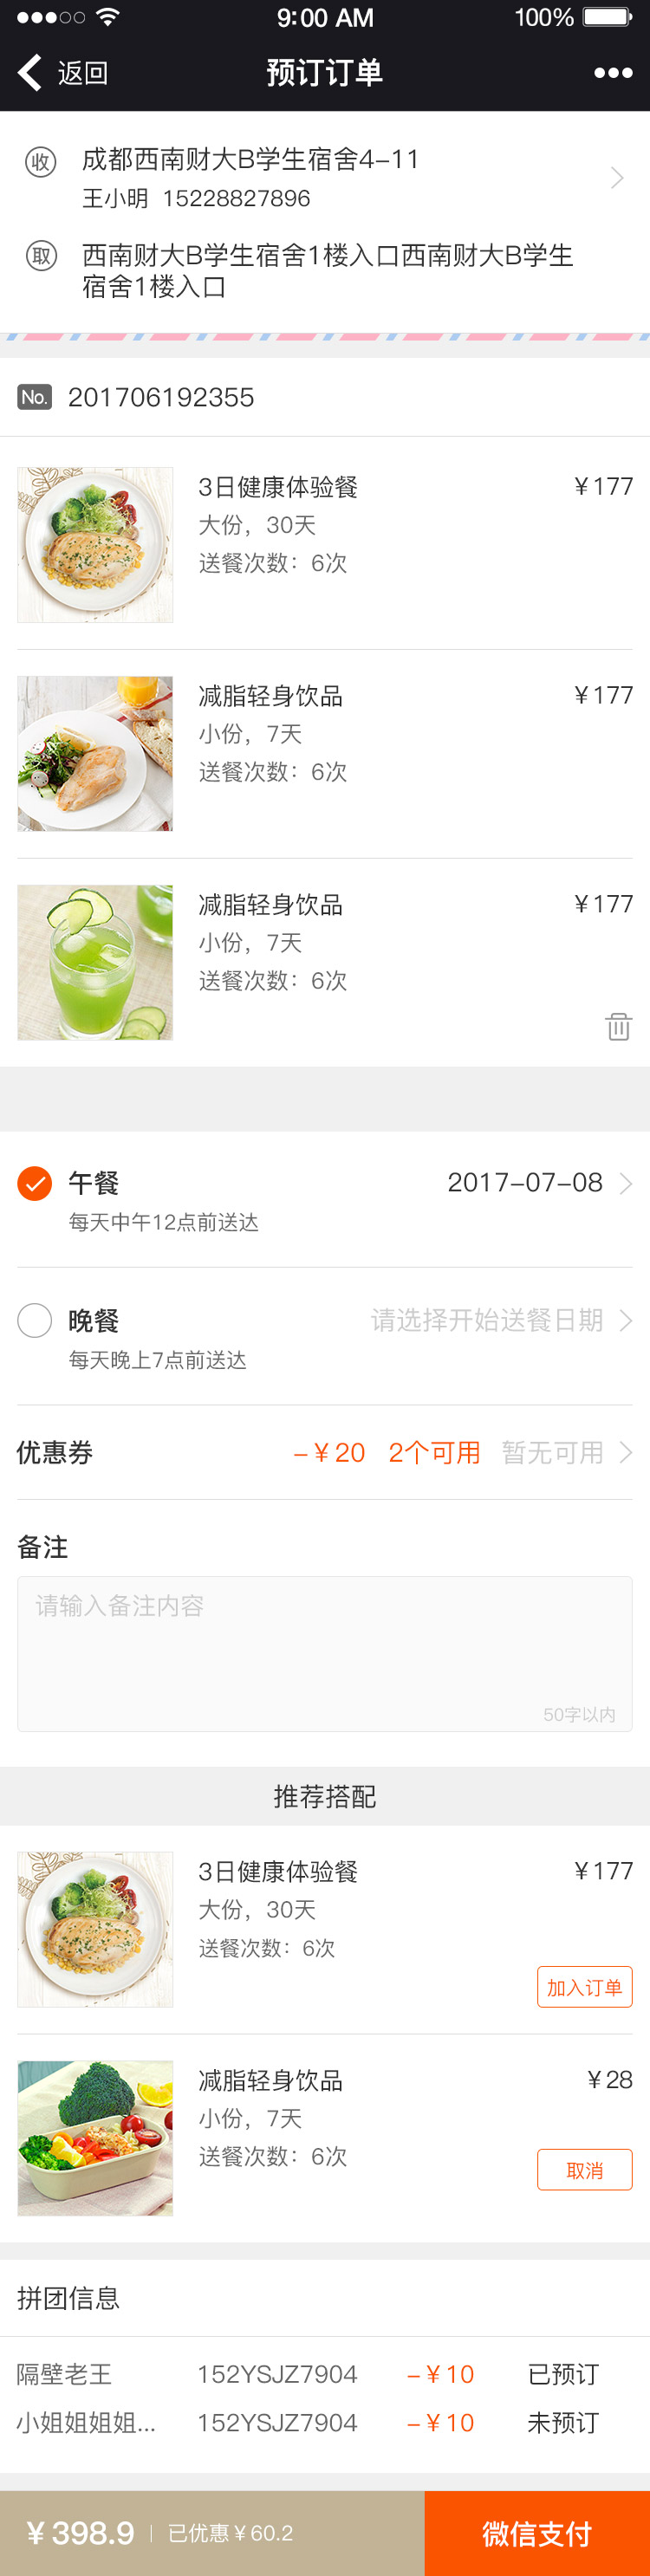 9:00 AM 100%
返回 预订订单
收 成都西南财大B学生宿舍4-11
王小明 15228827896
取 西南财大B学生宿舍1楼入口西南财大B学生
宿舍1楼入口
No. 201706192355
3日健康体验餐 ¥177
大份，30天
送餐次数：6次
减脂轻身饮品 ¥177
小份，7天
送餐次数：6次
减脂轻身饮品 ¥177
小份，7天
送餐次数：6次
午餐 2017-07-08
每天中午12点前送达
晚餐 请选择开始送餐日期
每天晚上7点前送达
优惠券 -¥20 2个可用 暂无可用
备注
请输入备注内容
50字以内
推荐搭配
3日健康体验餐 ¥177
大份，30天
送餐次数：6次
加入订单
减脂轻身饮品 ¥28
小份，7天
送餐次数：6次
取消
拼团信息
隔壁老王 152YSJZ7904 -¥10 已预订
小姐姐姐姐... 152YSJZ7904 -¥10 未预订
¥398.9 已优惠¥60.2 微信支付